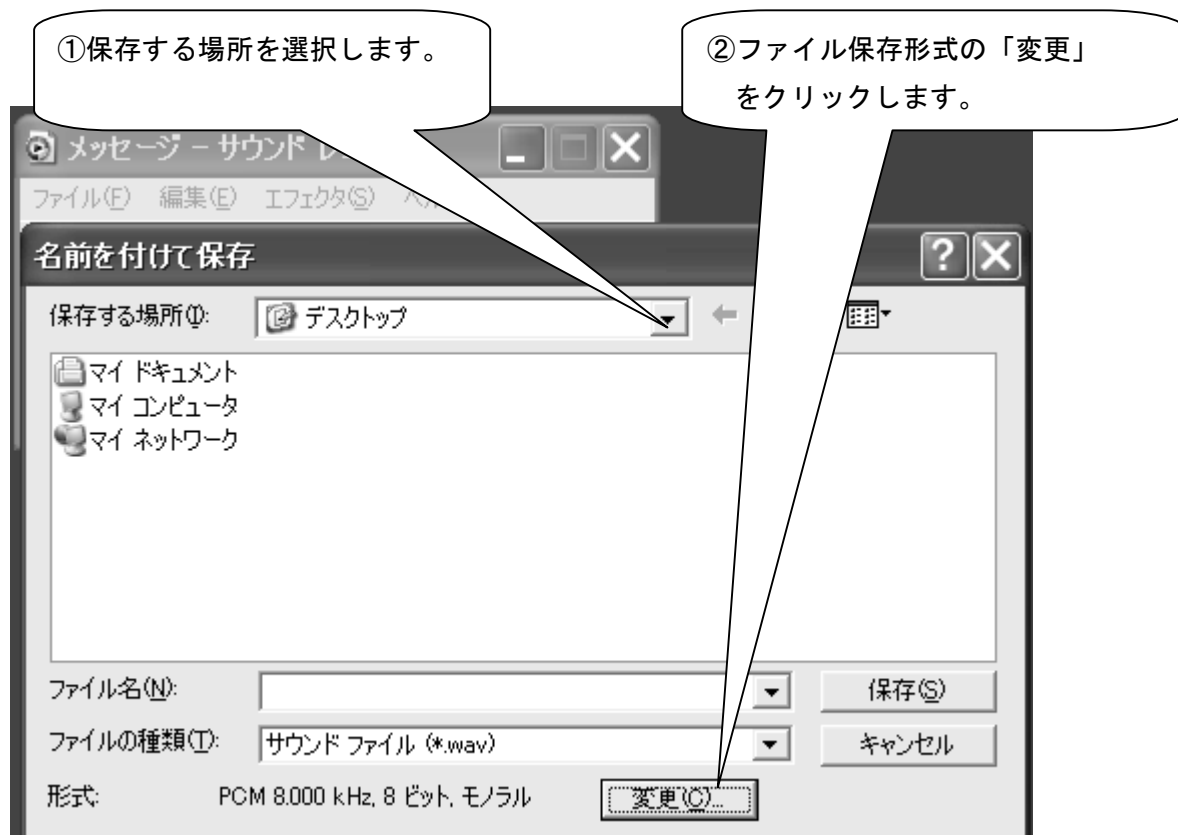 ①保存する場所を選択します。
②ファイル保存形式の「変更」
をクリックします。
メッセージ - サウンド
ファイル(F) 編集(E) エフェクタ(S)
名前を付けて保存
保存する場所(I): デスクトップ
マイ ドキュメント
マイ コンピュータ
マイ ネットワーク
ファイル名(N): 保存(S)
ファイルの種類(T): サウンド ファイル (*.wav) キャンセル
形式: PCM 8.000 kHz, 8 ビット, モノラル 変更(C)...